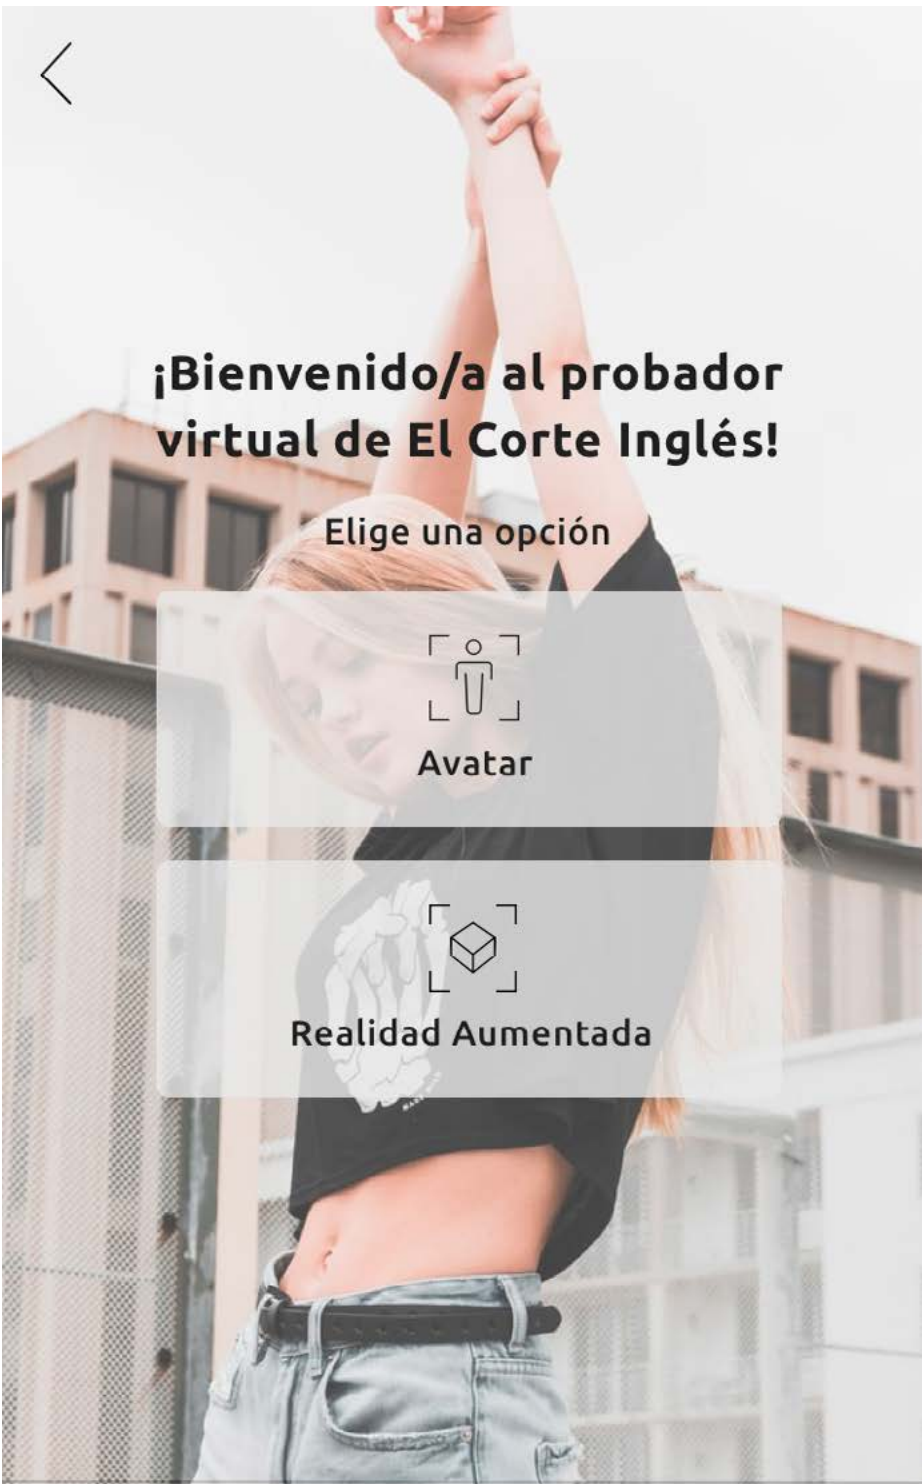 ¡Bienvenido/a al probador
virtual de El Corte Inglés!
Elige una opción
Avatar
Realidad Aumentada